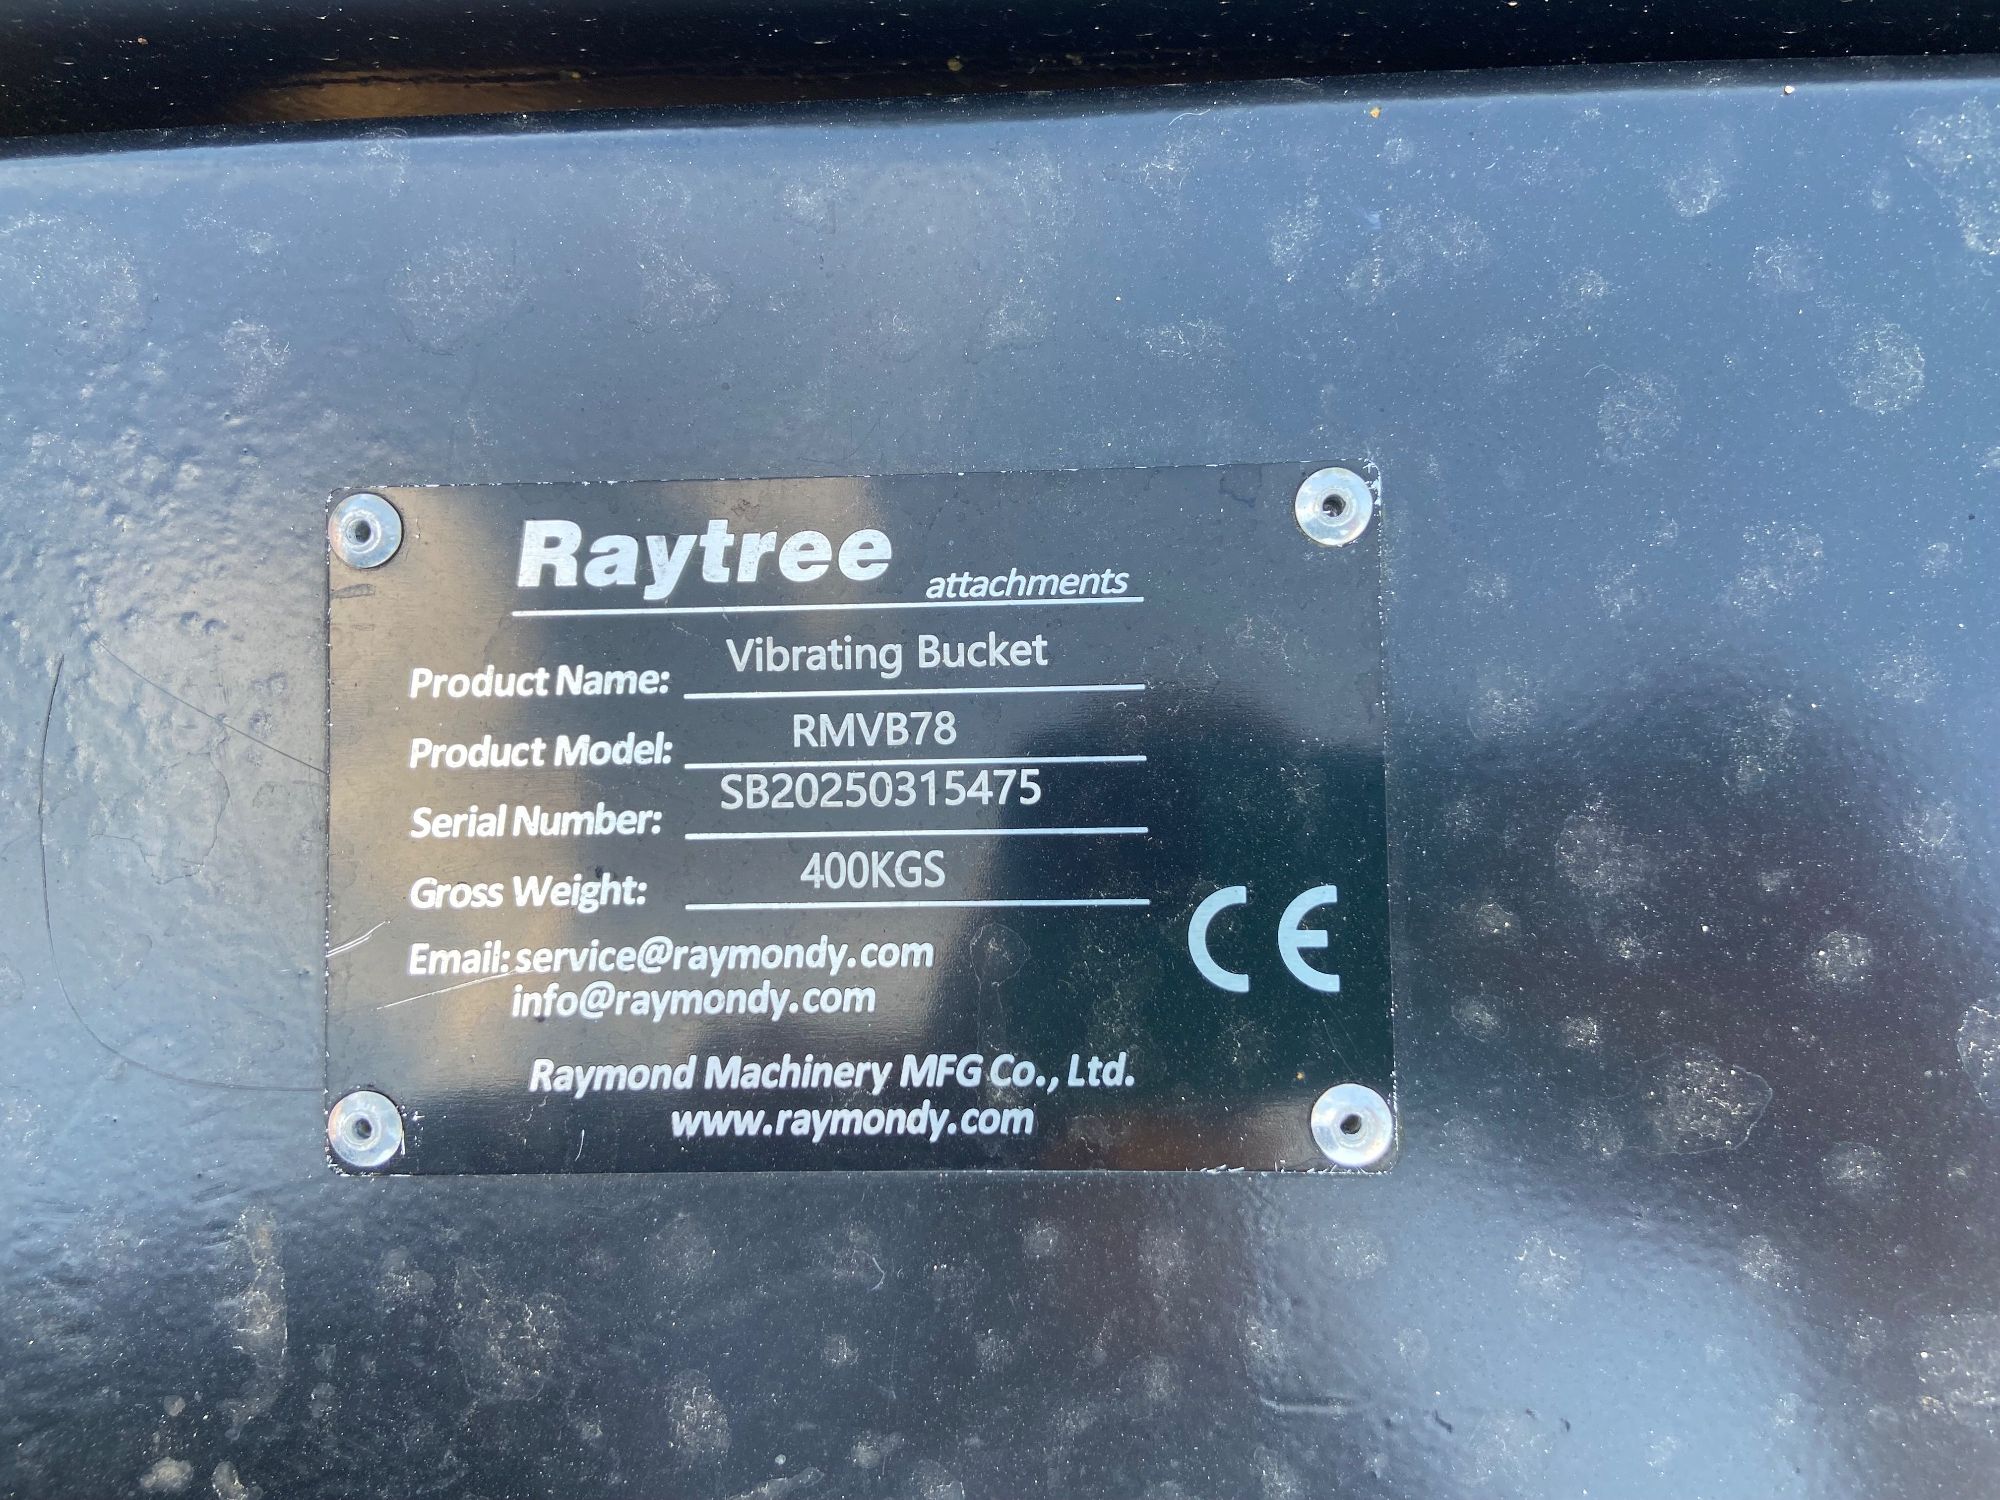 Raytree attachments
Product Name: Vibrating Bucket
Product Model: RMVB78
Serial Number: SB20250315475
Gross Weight: 400KGS
Email: service@raymondy.com
info@raymondy.com
CE
Raymond Machinery MFG Co., Ltd.
www.raymondy.com